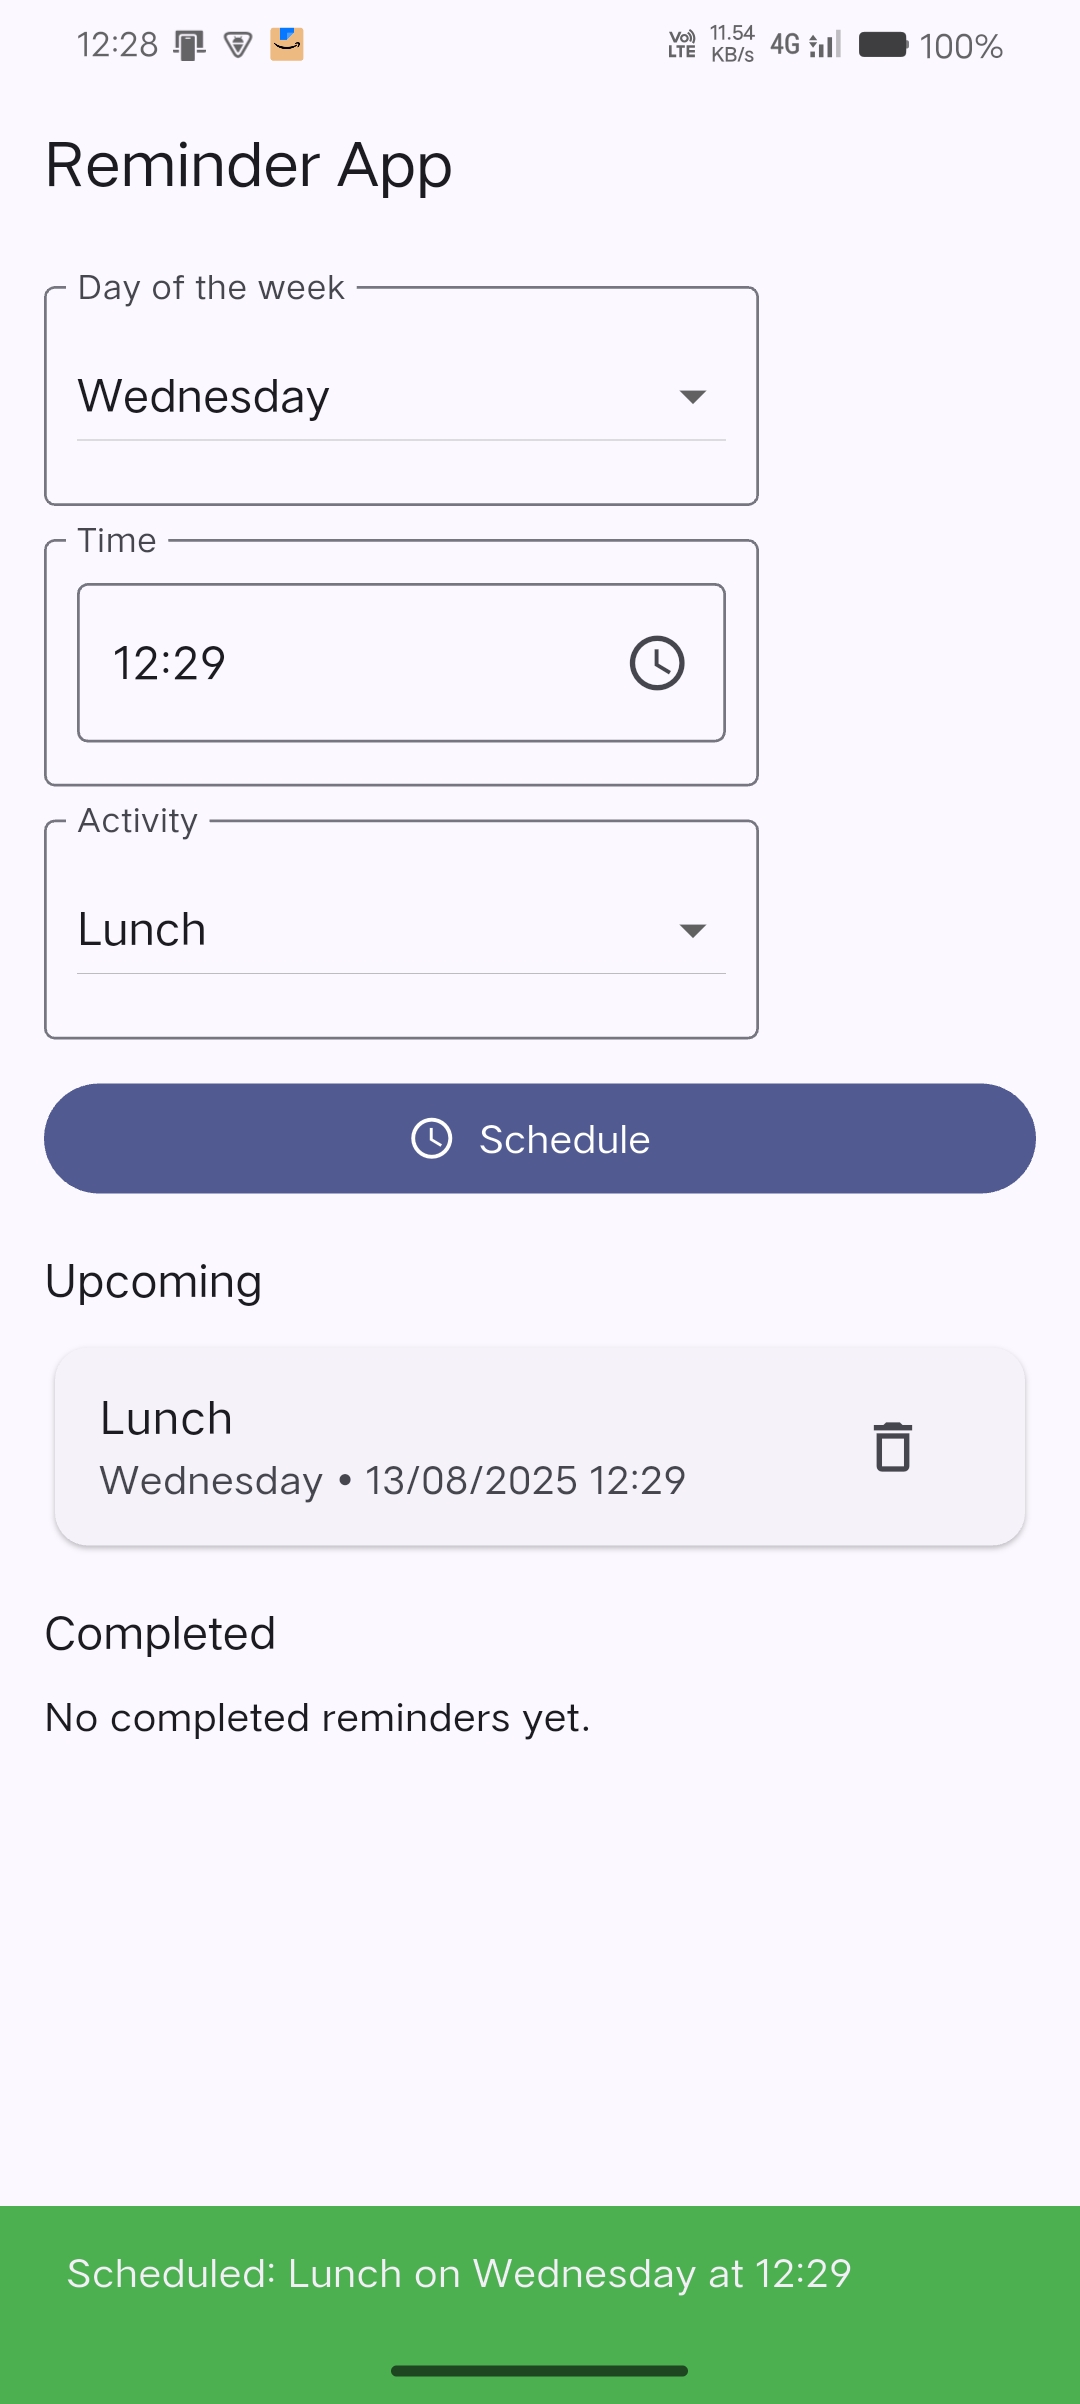 12:28
Vo) LTE 11.54 KB/s 4G 100%
Reminder App
Day of the week
Wednesday
Time
12:29
Activity
Lunch
Schedule
Upcoming
Lunch
Wednesday • 13/08/2025 12:29
Completed
No completed reminders yet.
Scheduled: Lunch on Wednesday at 12:29